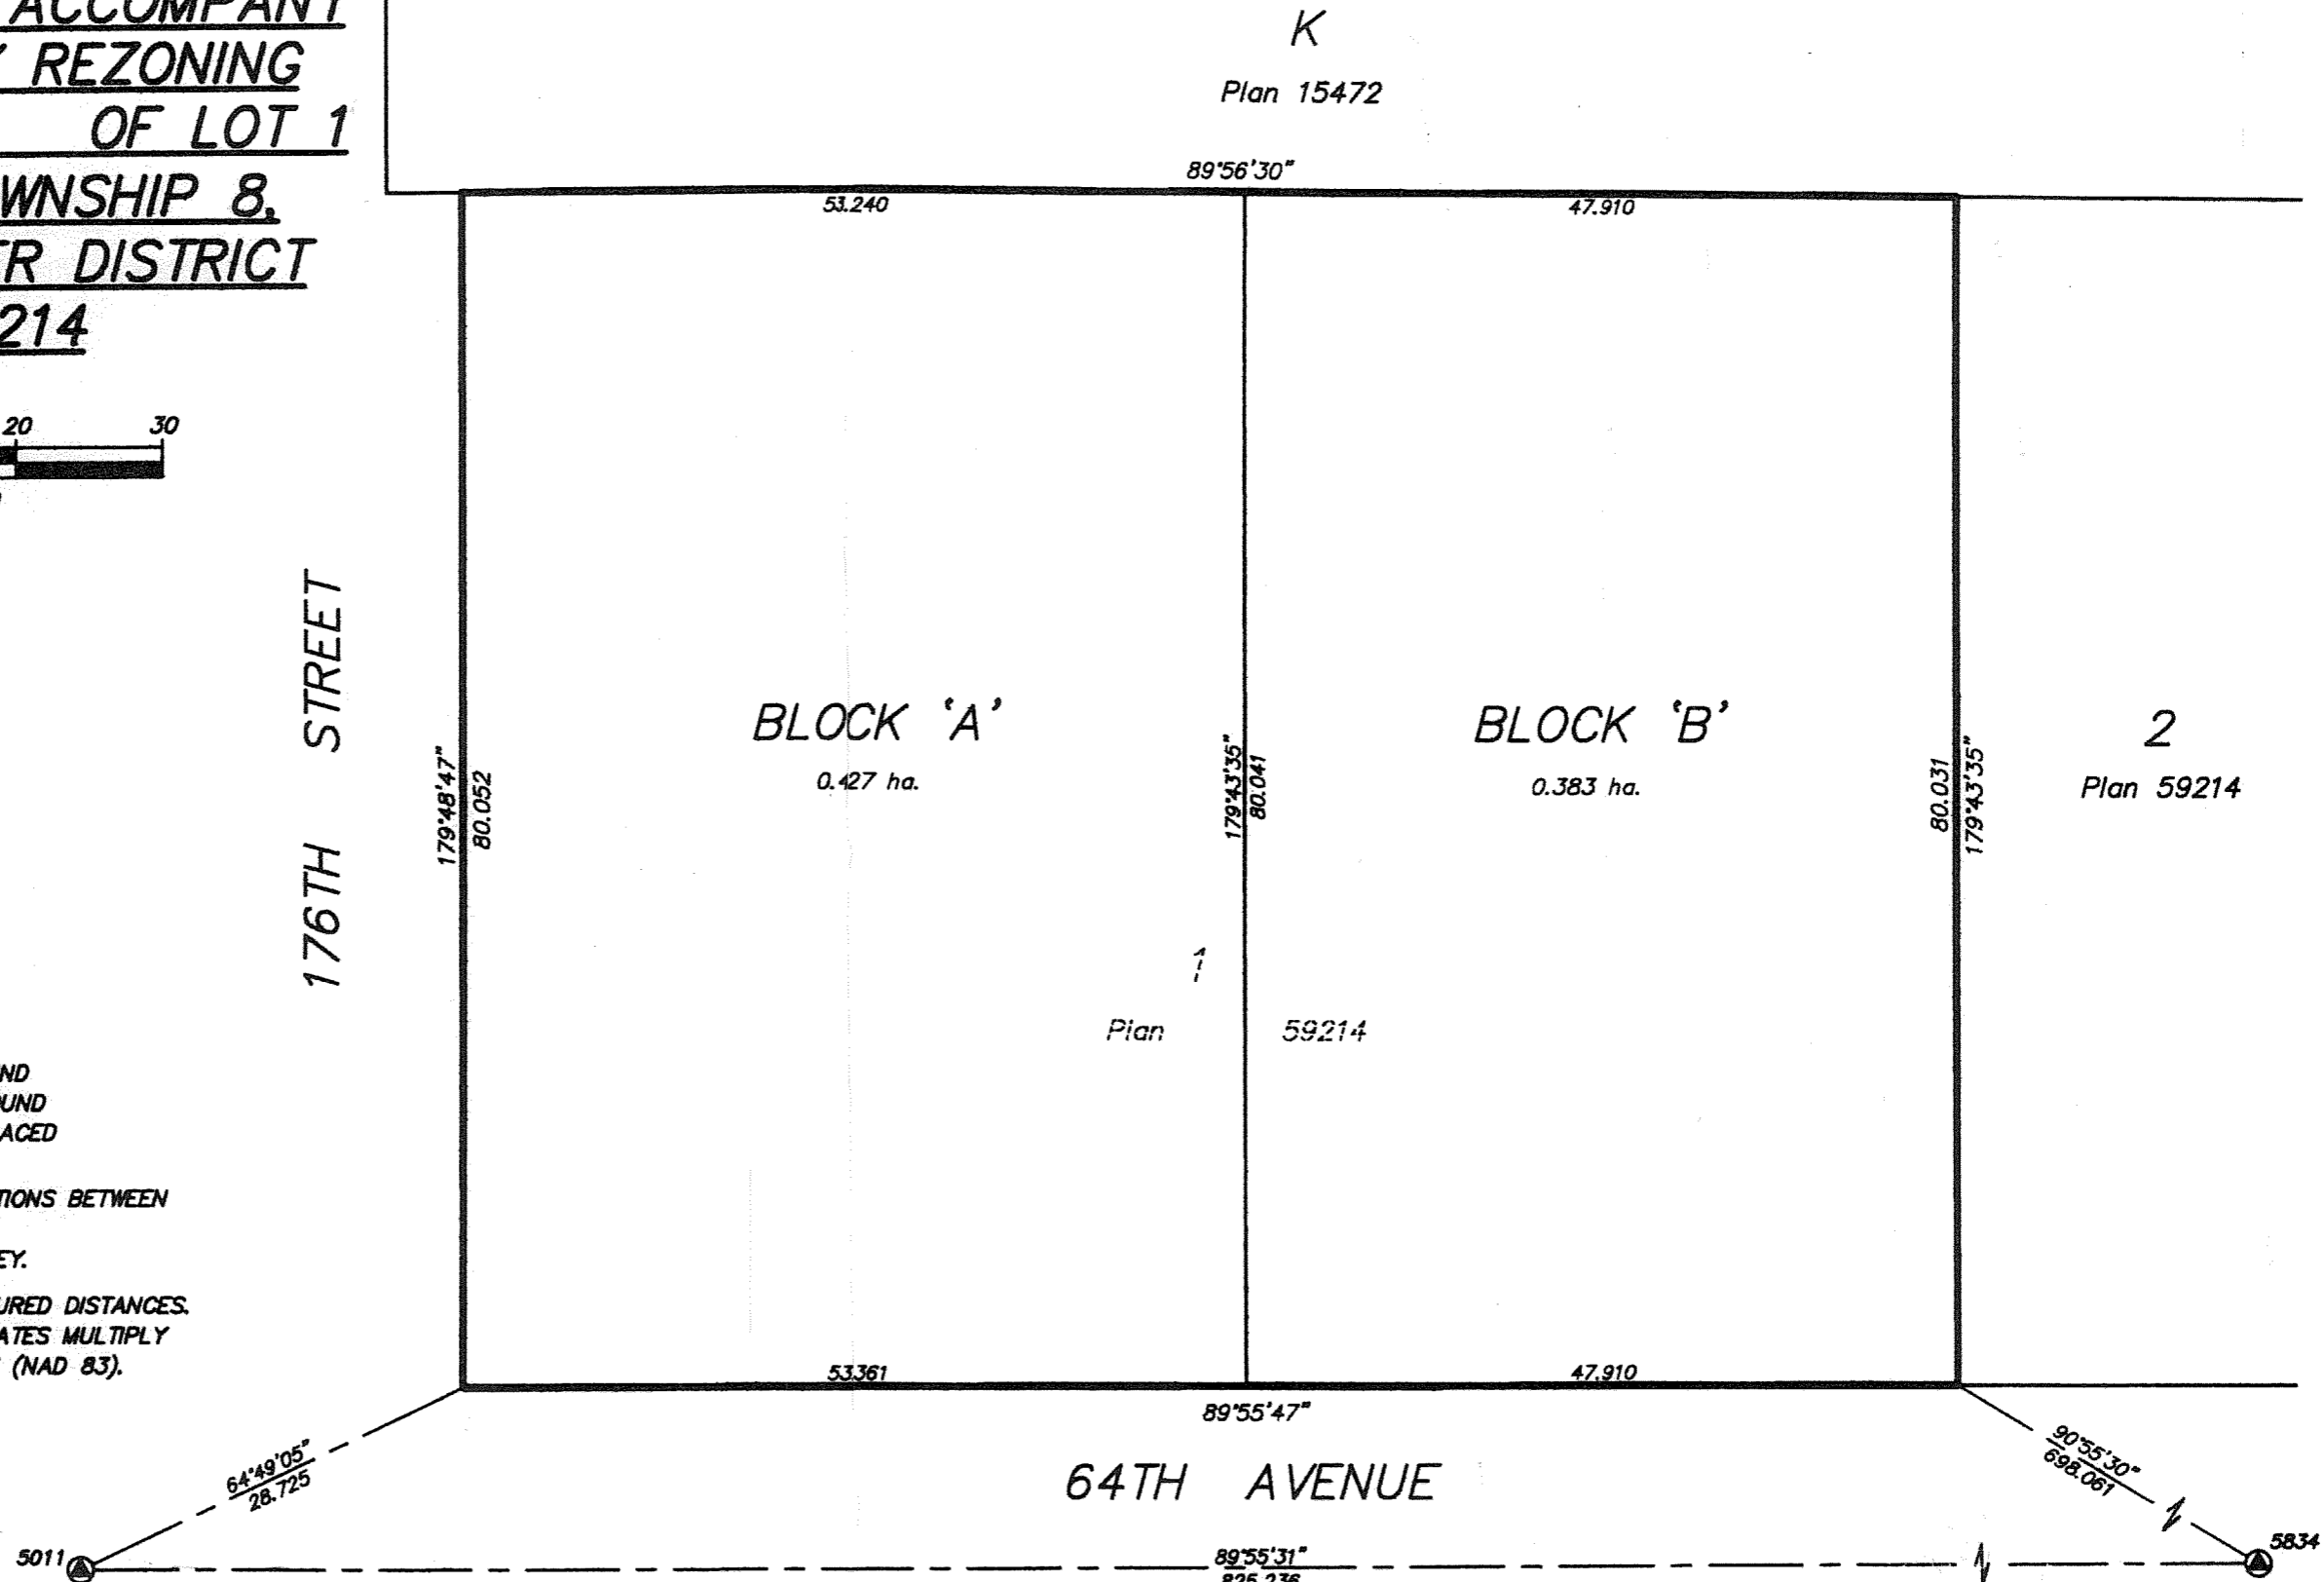 ACCOMPANY
REZONING
OF LOT 1
WNSHIP 8,
ER DISTRICT
214
20 30
K
Plan 15472
89°56'30"
53.240
47.910
176TH STREET
179°48'47"
80.052
BLOCK 'A'
0.427 ha.
179°43'35"
80.041
BLOCK 'B'
0.383 ha.
80.031
179°43'35"
2
Plan 59214
1
Plan 59214
ND
OUND
ACED
TIONS BETWEEN
EY.
URED DISTANCES.
ATES MULTIPLY
(NAD 83).
53.361
47.910
89°55'47"
64TH AVENUE
64°49'05"
28.725
90°55'30"
698.061
5011
89°55'31"
825.236
5834